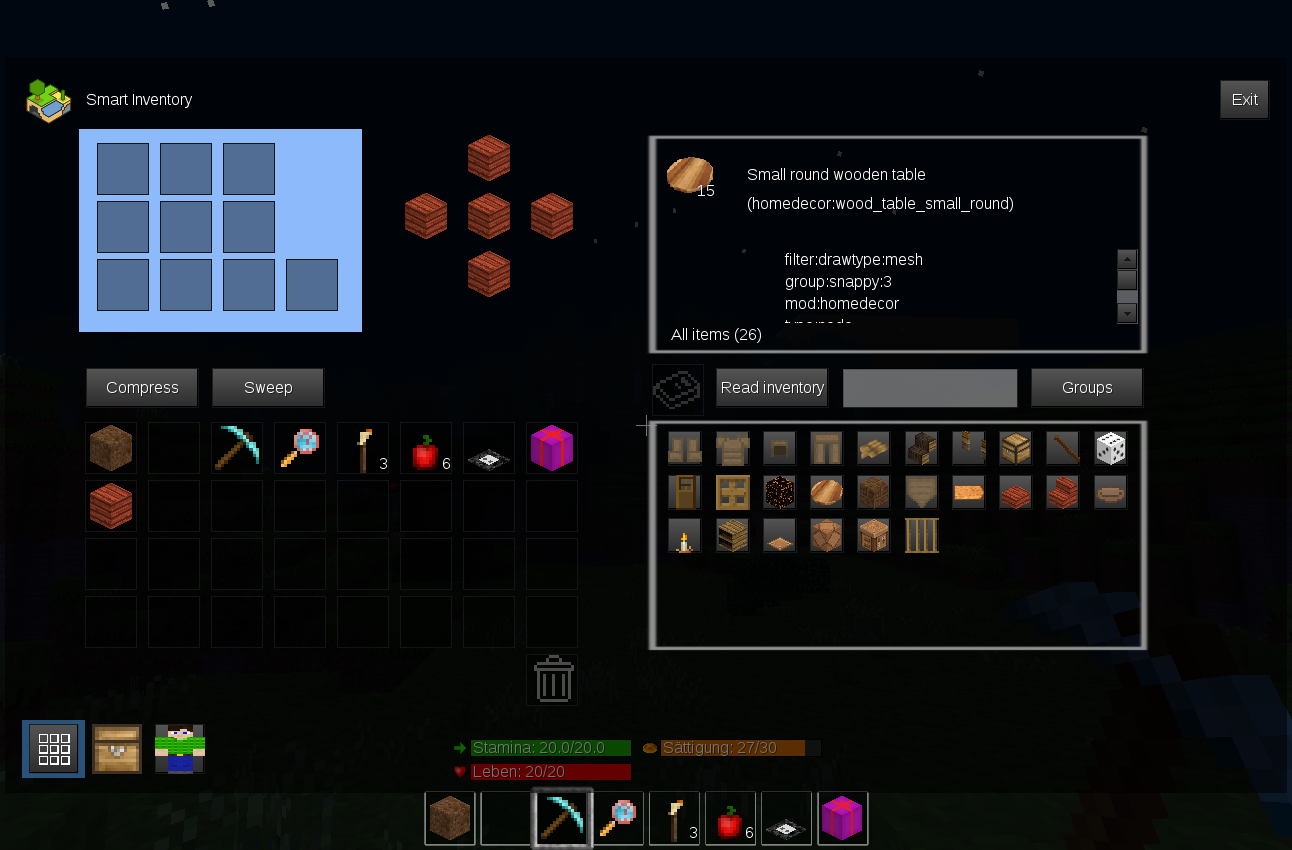 Smart Inventory
Exit
15
Small round wooden table
(homedecor:wood_table_small_round)
filter:drawtype:mesh
group:snappy:3
mod:homedecor
All items (26)
Compress
Sweep
Read inventory
Groups
3
6
Stamina: 20.0/20.0
Sättigung: 27/30
Leben: 20/20
3
6